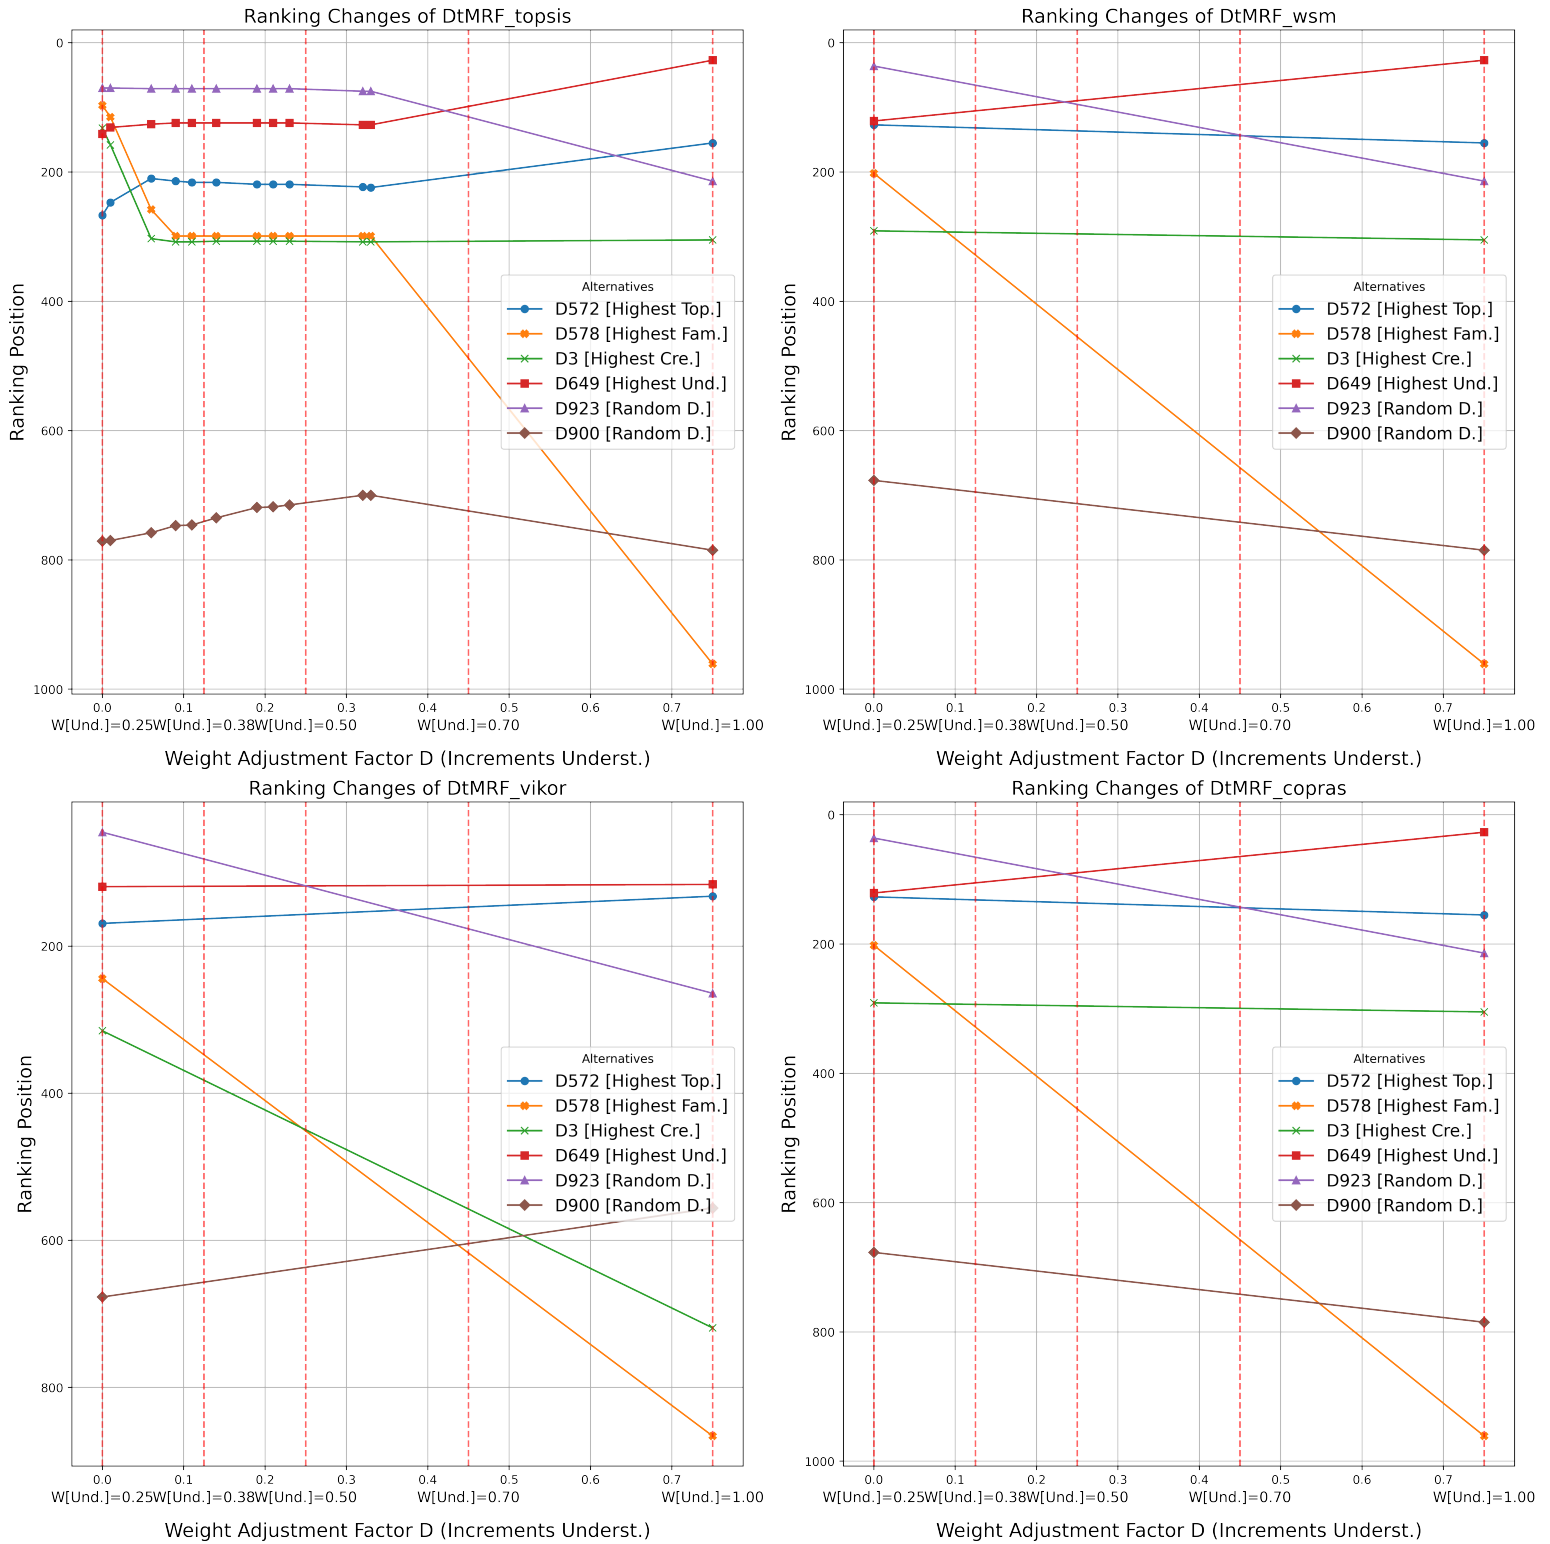 Ranking Changes of DtMRF_topsis
0
200
400
600
800
1000
Ranking Position
Alternatives
D572 [Highest Top.]
D578 [Highest Fam.]
D3 [Highest Cre.]
D649 [Highest Und.]
D923 [Random D.]
D900 [Random D.]
0.0 0.1 0.2 0.3 0.4 0.5 0.6 0.7
W[Und.]=0.25 W[Und.]=0.38 W[Und.]=0.50 W[Und.]=0.70 W[Und.]=1.00
Weight Adjustment Factor D (Increments Underst.)
Ranking Changes of DtMRF_wsm
0
200
400
600
800
1000
Ranking Position
Alternatives
D572 [Highest Top.]
D578 [Highest Fam.]
D3 [Highest Cre.]
D649 [Highest Und.]
D923 [Random D.]
D900 [Random D.]
0.0 0.1 0.2 0.3 0.4 0.5 0.6 0.7
W[Und.]=0.25 W[Und.]=0.38 W[Und.]=0.50 W[Und.]=0.70 W[Und.]=1.00
Weight Adjustment Factor D (Increments Underst.)
Ranking Changes of DtMRF_vikor
200
400
600
800
Ranking Position
Alternatives
D572 [Highest Top.]
D578 [Highest Fam.]
D3 [Highest Cre.]
D649 [Highest Und.]
D923 [Random D.]
D900 [Random D.]
0.0 0.1 0.2 0.3 0.4 0.5 0.6 0.7
W[Und.]=0.25 W[Und.]=0.38 W[Und.]=0.50 W[Und.]=0.70 W[Und.]=1.00
Weight Adjustment Factor D (Increments Underst.)
Ranking Changes of DtMRF_copras
0
200
400
600
800
1000
Ranking Position
Alternatives
D572 [Highest Top.]
D578 [Highest Fam.]
D3 [Highest Cre.]
D649 [Highest Und.]
D923 [Random D.]
D900 [Random D.]
0.0 0.1 0.2 0.3 0.4 0.5 0.6 0.7
W[Und.]=0.25 W[Und.]=0.38 W[Und.]=0.50 W[Und.]=0.70 W[Und.]=1.00
Weight Adjustment Factor D (Increments Underst.)